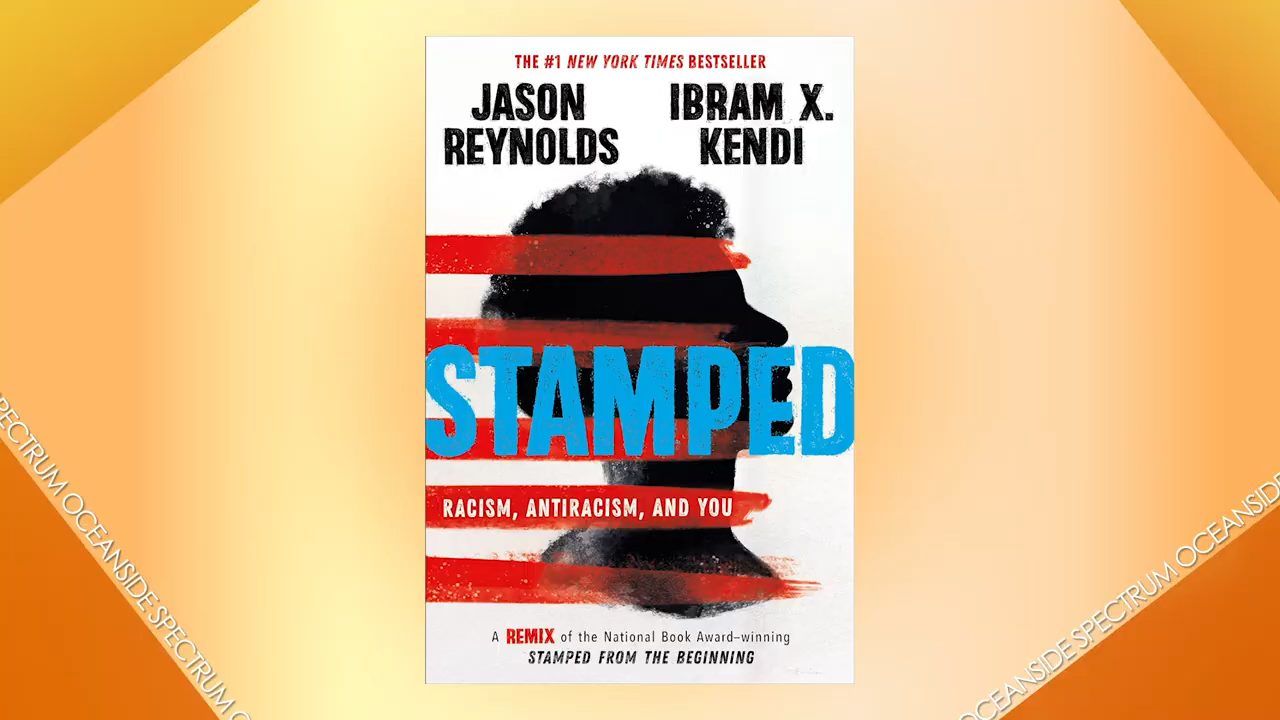 THE #1 NEW YORK TIMES BESTSELLER
JASON REYNOLDS
IBRAM X. KENDI
STAMPED
RACISM, ANTIRACISM, AND YOU
A REMIX of the National Book Award–winning
STAMPED FROM THE BEGINNING
SPECTRUM OCEANSIDE SPECTRUM
OCEANSIDE SPECTRUM OCEANSIDE